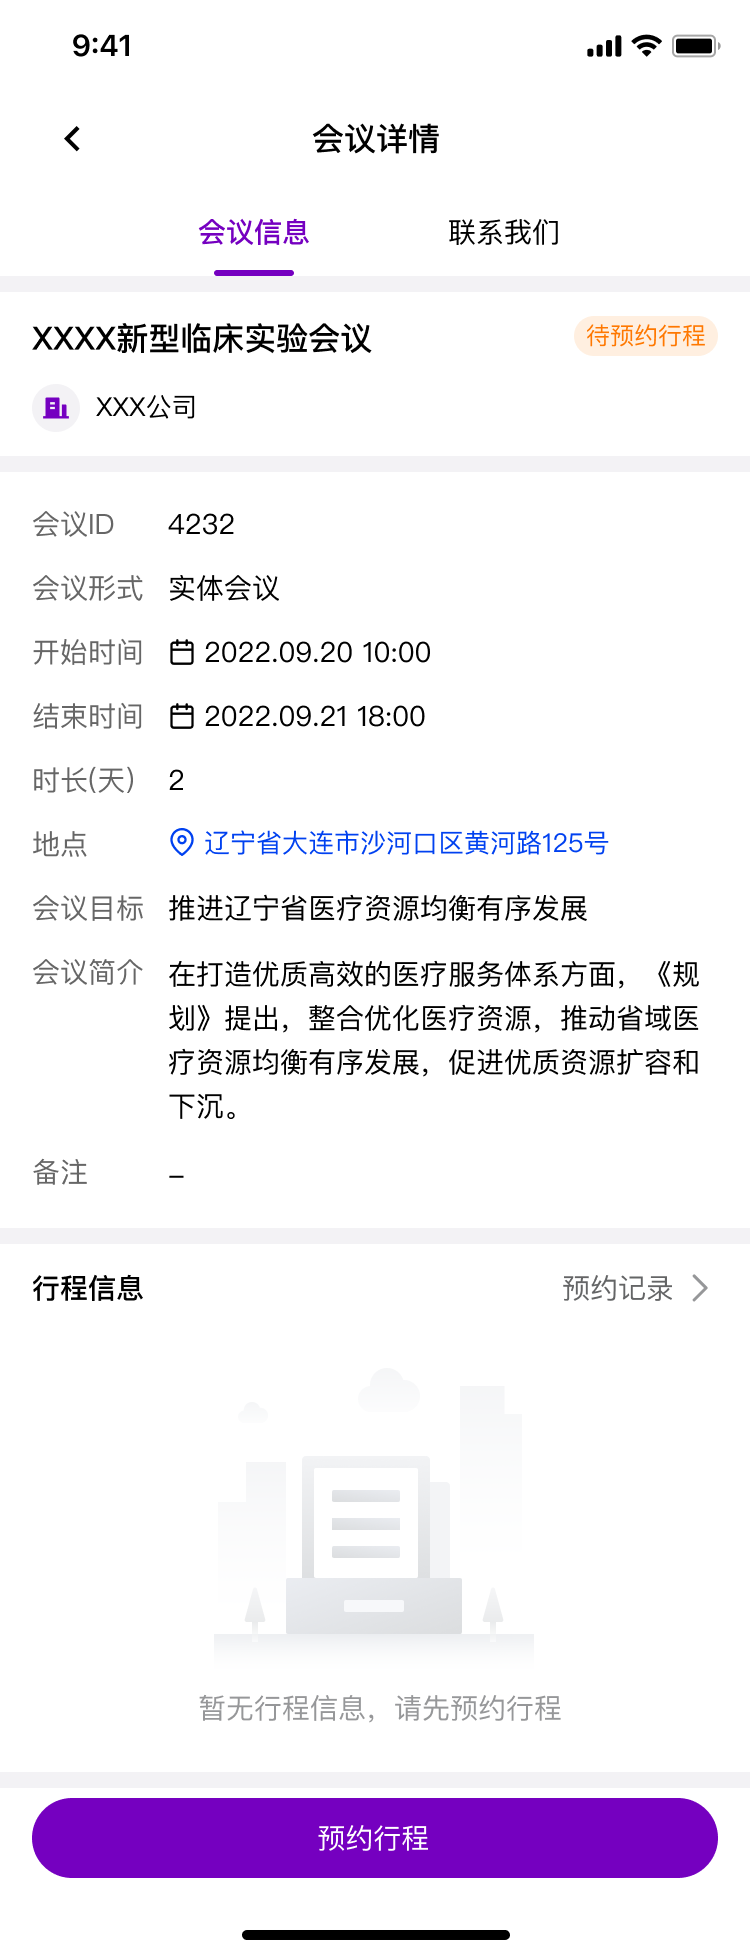 9:41
会议详情
会议信息
联系我们
XXXX新型临床实验会议
待预约行程
XXX公司
会议ID 4232
会议形式 实体会议
开始时间 2022.09.20 10:00
结束时间 2022.09.21 18:00
时长(天) 2
地点 辽宁省大连市沙河口区黄河路125号
会议目标 推进辽宁省医疗资源均衡有序发展
会议简介 在打造优质高效的医疗服务体系方面，《规
划》提出，整合优化医疗资源，推动省域医
疗资源均衡有序发展，促进优质资源扩容和
下沉。
备注 –
行程信息
预约记录
暂无行程信息，请先预约行程
预约行程